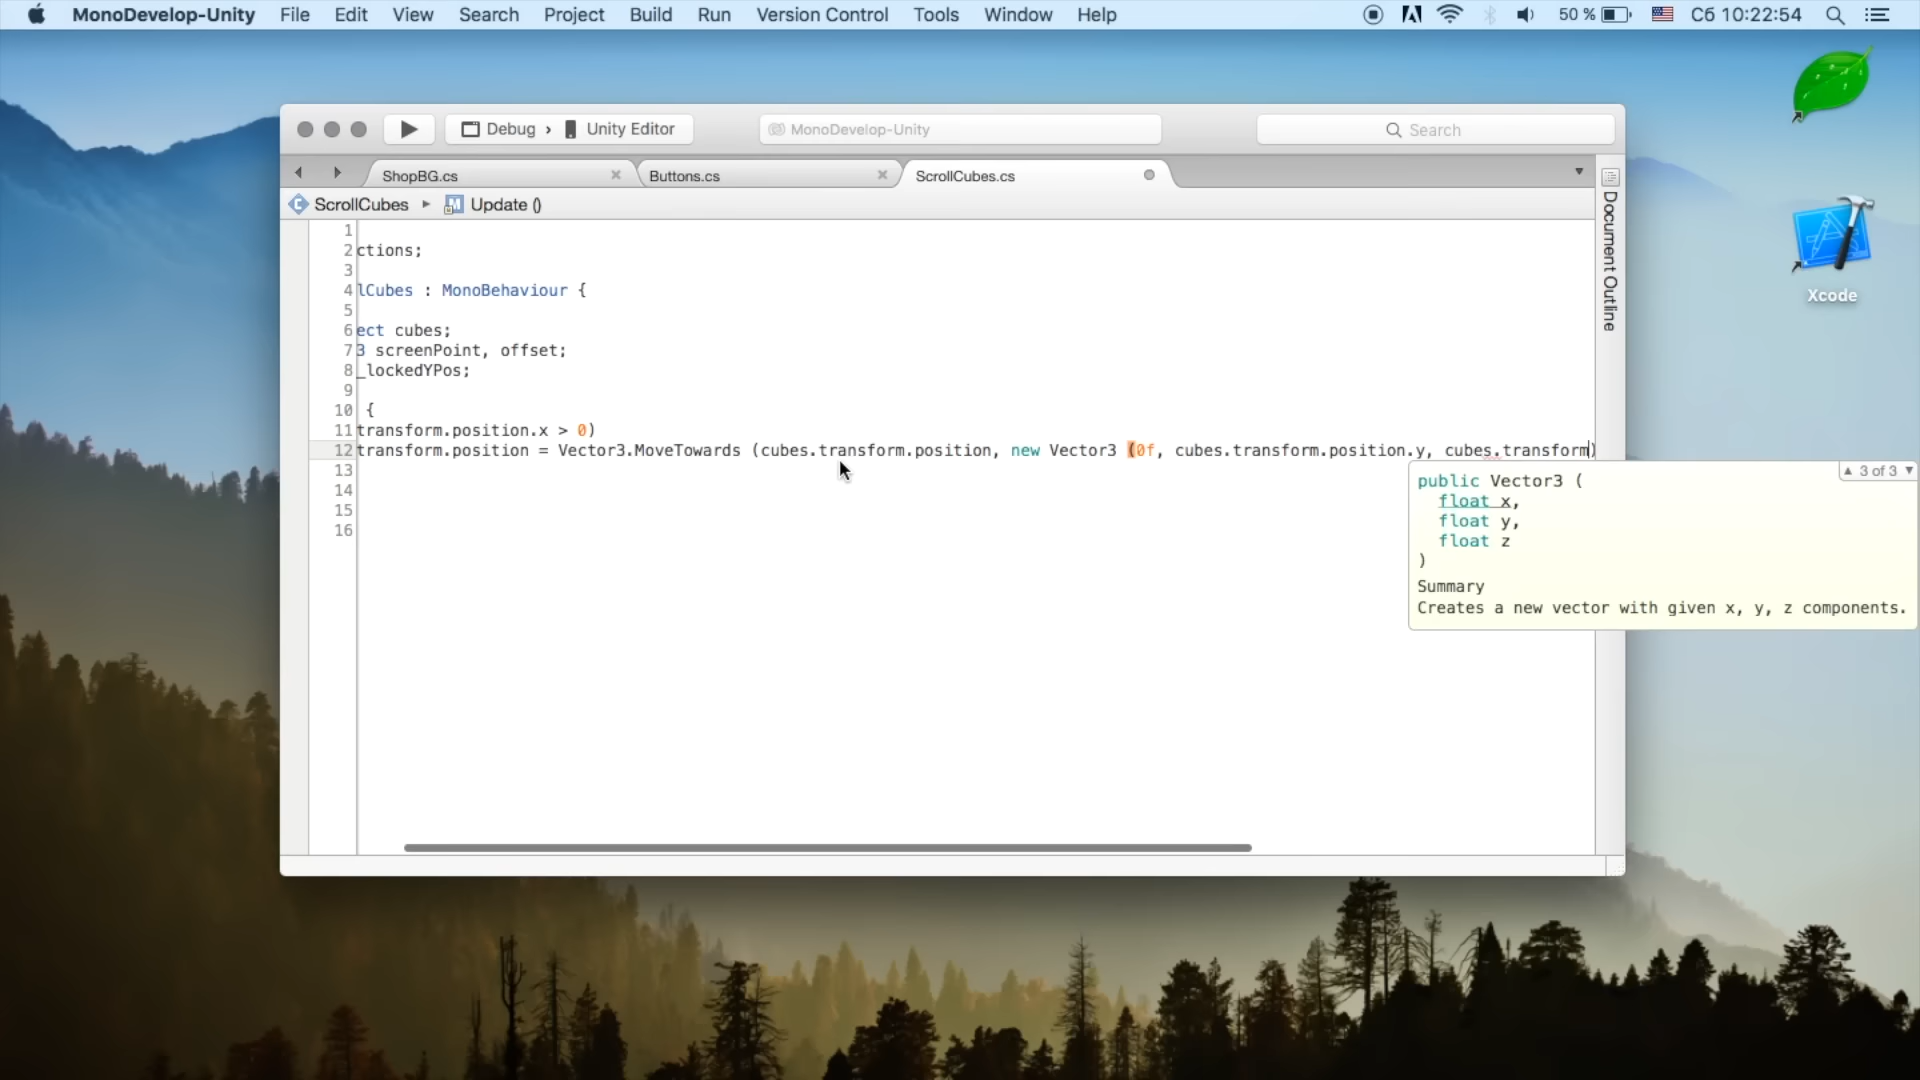 MonoDevelop-Unity File Edit View Search Project Build Run Version Control Tools Window Help 50 % Сб 10:22:54
Debug › Unity Editor MonoDevelop-Unity Search
ShopBG.cs Buttons.cs ScrollCubes.cs
ScrollCubes Update ()
Document Outline
Xcode
1
2 ctions;
3
4 lCubes : MonoBehaviour {
5
6 ect cubes;
7 3 screenPoint, offset;
8 _lockedYPos;
9
10 {
11 transform.position.x > 0)
12 transform.position = Vector3.MoveTowards (cubes.transform.position, new Vector3 (0f, cubes.transform.position.y, cubes.transform)
13
14
15
16
3 of 3
public Vector3 (
float x,
float y,
float z
)
Summary
Creates a new vector with given x, y, z components.